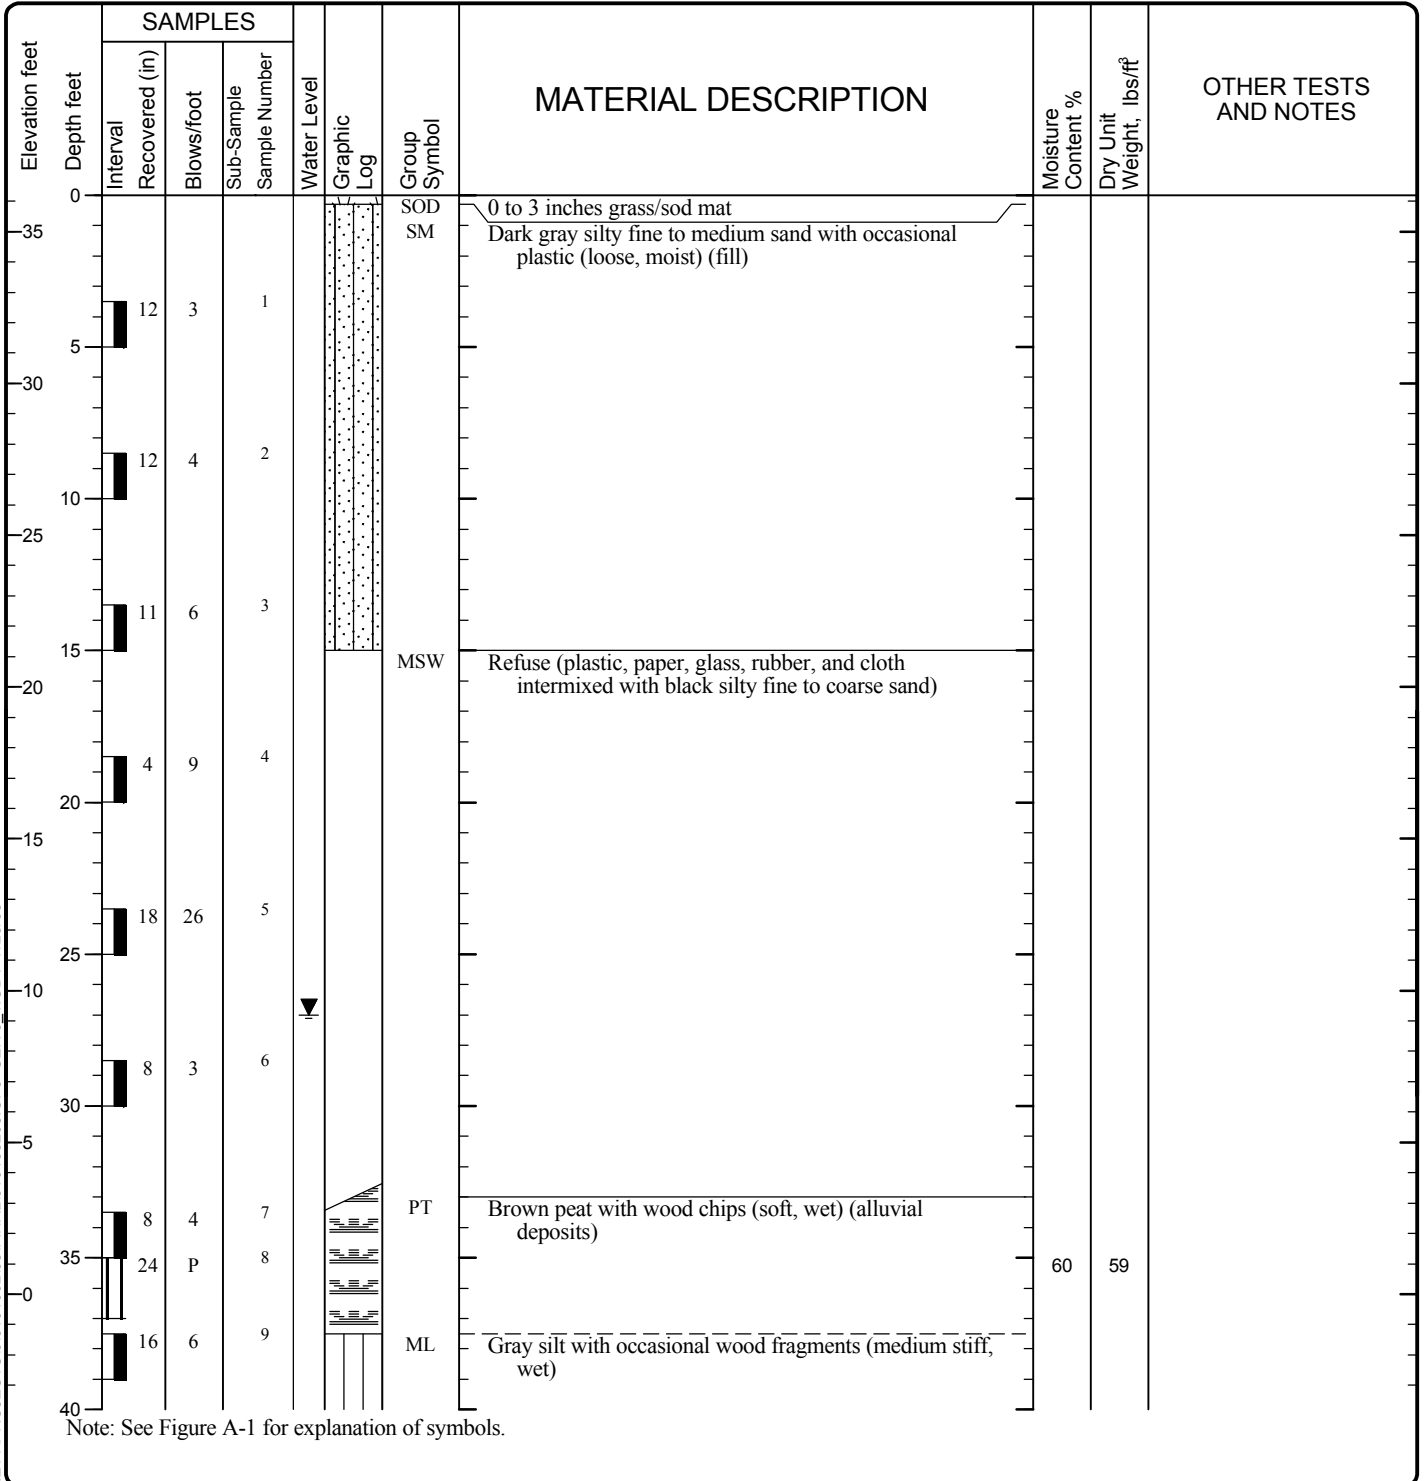 SAMPLES
Elevation feet
Depth feet
Interval
Recovered (in)
Blows/foot
Sub-Sample
Sample Number
Water Level
Graphic
Log
Group
Symbol
MATERIAL DESCRIPTION
Moisture
Content %
Dry Unit
Weight, lbs/ft³
OTHER TESTS
AND NOTES
0
SOD 0 to 3 inches grass/sod mat
35 SM Dark gray silty fine to medium sand with occasional
plastic (loose, moist) (fill)
12 3 1
5
30
12 4 2
10
25
11 6 3
15
MSW Refuse (plastic, paper, glass, rubber, and cloth
20 intermixed with black silty fine to coarse sand)
4 9 4
20
15
18 26 5
25
10
8 3 6
30
5
PT Brown peat with wood chips (soft, wet) (alluvial
8 4 7 deposits)
35 24 P 8 60 59
0
16 6 9 ML Gray silt with occasional wood fragments (medium stiff,
wet)
40
Note: See Figure A-1 for explanation of symbols.